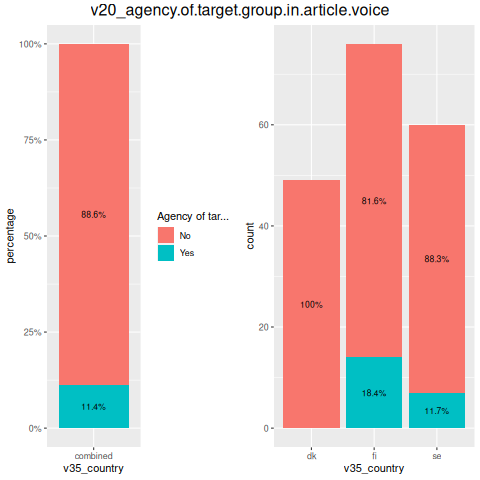 v20_agency.of.target.group.in.article.voice
percentage
100%
75%
50%
25%
0%
88.6%
11.4%
combined
v35_country
Agency of tar...
No
Yes
count
60
40
20
0
100%
81.6%
18.4%
88.3%
11.7%
dk fi se
v35_country